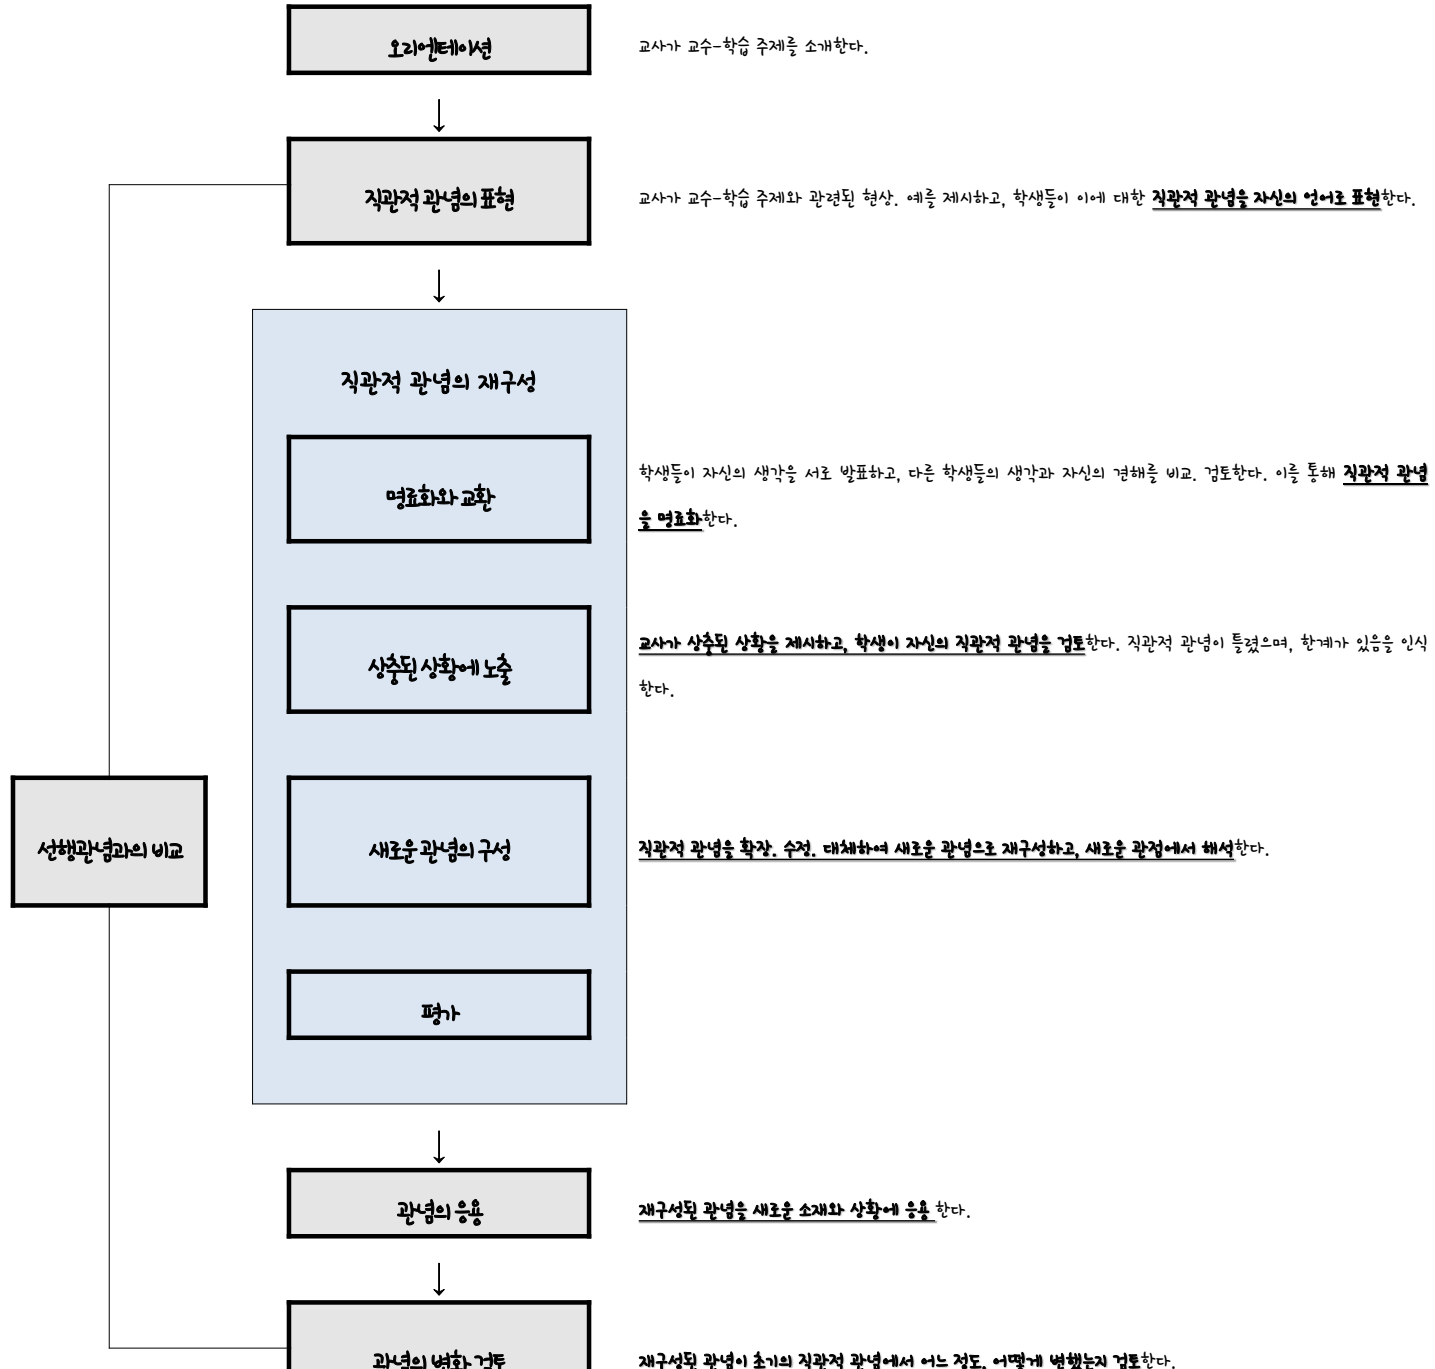 오리엔테이션
교사가 교수-학습 주제를 소개한다.
직관적 관념의 표현
교사가 교수-학습 주제와 관련된 현상. 예를 제시하고, 학생들이 이에 대한 직관적 관념을 자신의 언어로 표현한다.
직관적 관념의 재구성
명료화와 교환
학생들이 자신의 생각을 서로 발표하고, 다른 학생들의 생각과 자신의 견해를 비교. 검토한다. 이를 통해 직관적 관념
을 명료화한다.
상충된 상황에 노출
교사가 상충된 상황을 제시하고, 학생이 자신의 직관적 관념을 검토한다. 직관적 관념이 틀렸으며, 한계가 있음을 인식
한다.
선행관념과의 비교
새로운 관념의 구성
직관적 관념을 확장. 수정. 대체하여 새로운 관념으로 재구성하고, 새로운 관점에서 해석한다.
평가
관념의 응용
재구성된 관념을 새로운 소재와 상황에 응용 한다.
관념의 변화 검토
재구성된 관념이 초기의 직관적 관념에서 어느 정도, 어떻게 변했는지 검토한다.